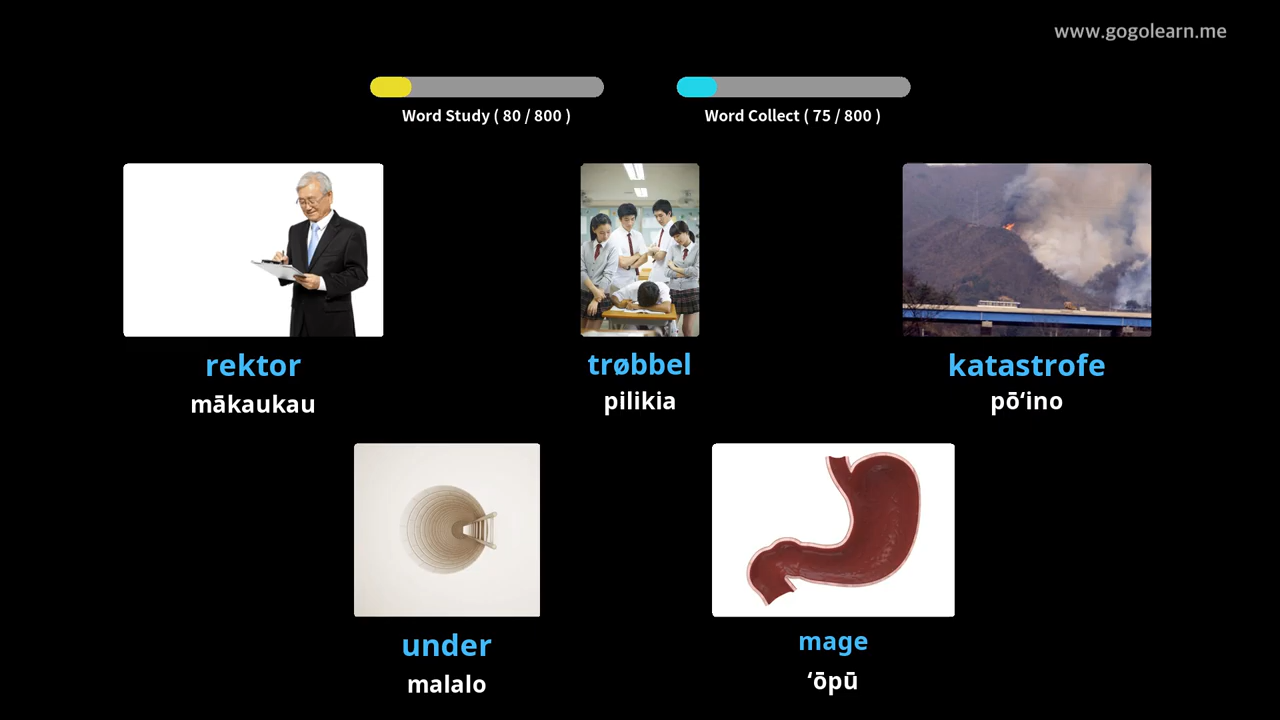 www.gogolearn.me
Word Study ( 80 / 800 )
Word Collect ( 75 / 800 )
rektor
mākaukau
trøbbel
pilikia
katastrofe
pōʻino
under
malalo
mage
ʻōpū